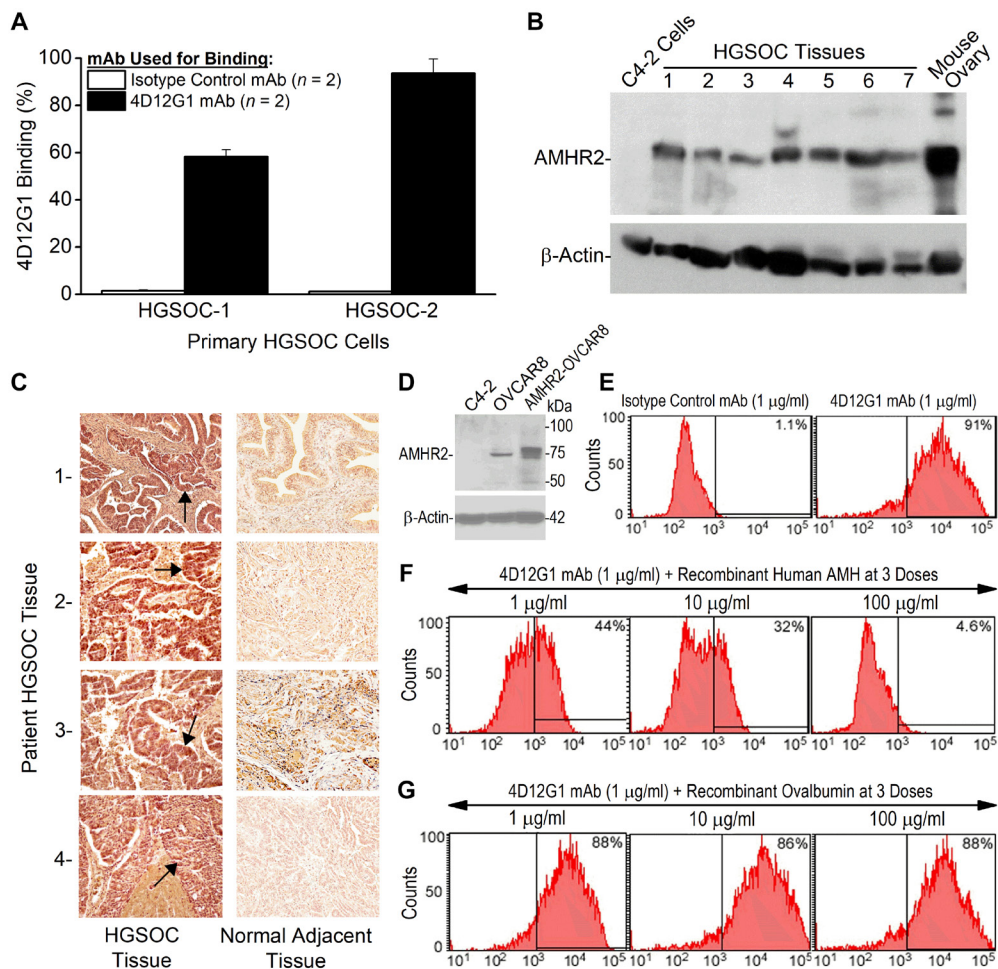 A
mAb Used for Binding:
Isotype Control mAb (n = 2)
4D12G1 mAb (n = 2)
4D12G1 Binding (%)
100
80
60
40
20
0
HGSOC-1
HGSOC-2
Primary HGSOC Cells
B
C4-2 Cells
HGSOC Tissues
1 2 3 4 5 6 7
Mouse Ovary
AMHR2-
β-Actin-
C
Patient HGSOC Tissue
1-
2-
3-
4-
HGSOC Tissue
Normal Adjacent Tissue
D
C4-2
OVCAR8
AMHR2-OVCAR8
kDa
-100
AMHR2-
-75
-50
β-Actin-
-42
E
Isotype Control mAb (1 µg/ml)
4D12G1 mAb (1 µg/ml)
Counts
100
50
0
1.1%
10¹ 10² 10³ 10⁴ 10⁵
91%
10¹ 10² 10³ 10⁴ 10⁵
F
4D12G1 mAb (1 µg/ml) + Recombinant Human AMH at 3 Doses
1 µg/ml
10 µg/ml
100 µg/ml
Counts
100
50
0
44%
32%
4.6%
10¹ 10² 10³ 10⁴ 10⁵
10¹ 10² 10³ 10⁴ 10⁵
10¹ 10² 10³ 10⁴ 10⁵
G
4D12G1 mAb (1 µg/ml) + Recombinant Ovalbumin at 3 Doses
1 µg/ml
10 µg/ml
100 µg/ml
Counts
100
50
0
88%
86%
88%
10¹ 10² 10³ 10⁴ 10⁵
10¹ 10² 10³ 10⁴ 10⁵
10¹ 10² 10³ 10⁴ 10⁵